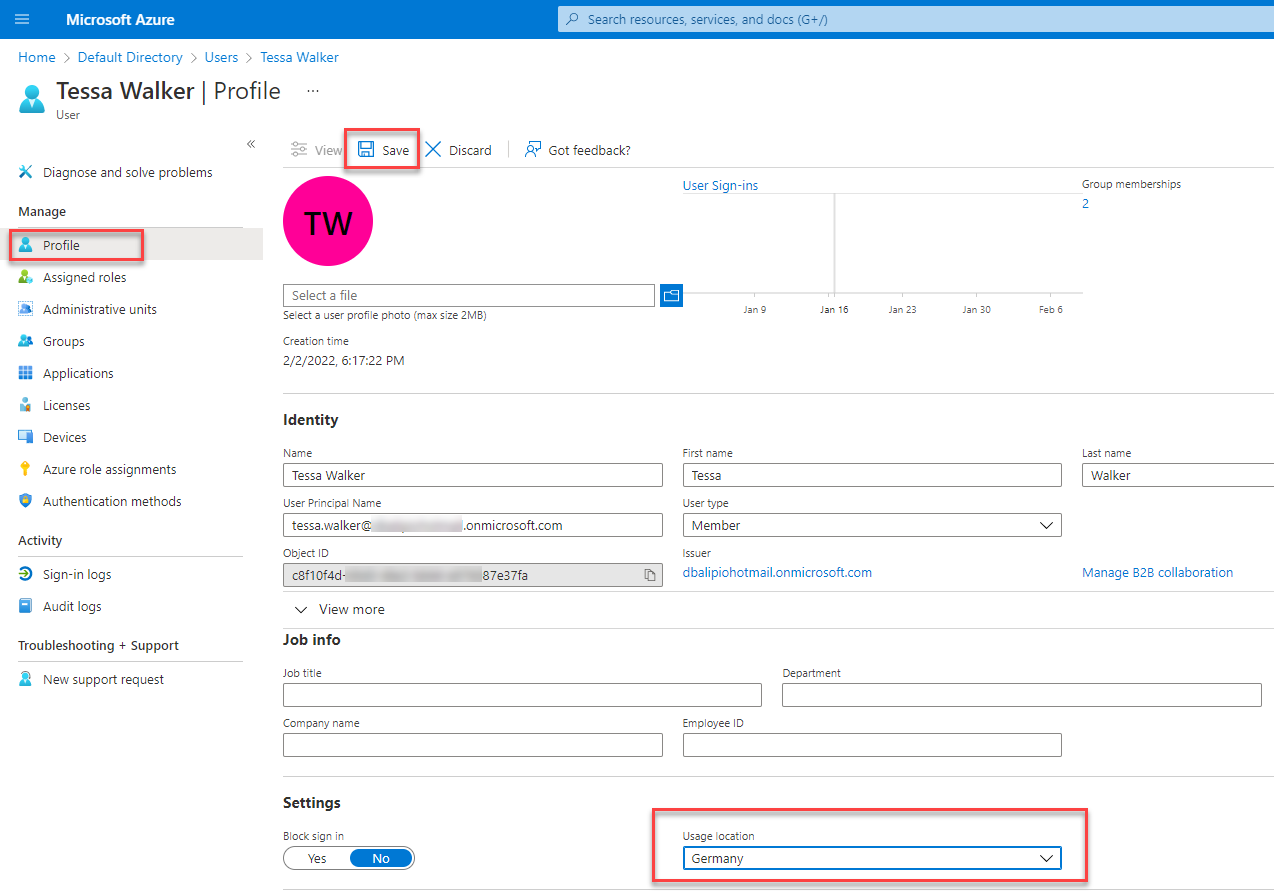 Microsoft Azure
Search resources, services, and docs (G+/)
Home > Default Directory > Users > Tessa Walker
Tessa Walker | Profile ...
User
«
Diagnose and solve problems
Manage
Profile
Assigned roles
Administrative units
Groups
Applications
Licenses
Devices
Azure role assignments
Authentication methods
Activity
Sign-in logs
Audit logs
Troubleshooting + Support
New support request
View Save Discard Got feedback?
TW
Select a file
Select a user profile photo (max size 2MB)
Creation time
2/2/2022, 6:17:22 PM
User Sign-ins
Jan 9 Jan 16 Jan 23 Jan 30 Feb 6
Group memberships
2
Identity
Name First name Last name
Tessa Walker Tessa Walker
User Principal Name User type
tessa.walker@ .onmicrosoft.com Member
Object ID Issuer
c8f10f4d- 87e37fa dbalipiohotmail.onmicrosoft.com Manage B2B collaboration
View more
Job info
Job title Department
Company name Employee ID
Settings
Block sign in Usage location
Yes No Germany